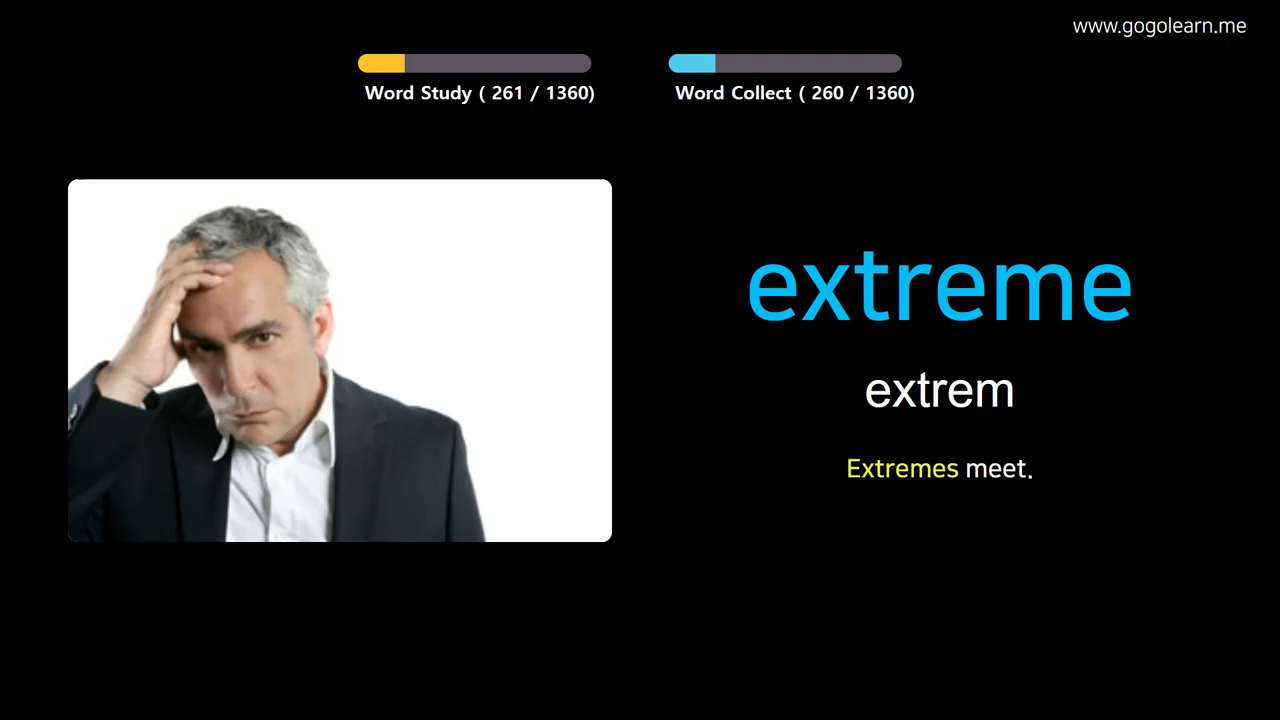 www.gogolearn.me
Word Study ( 261 / 1360)
Word Collect ( 260 / 1360)
extreme
extrem
Extremes meet.